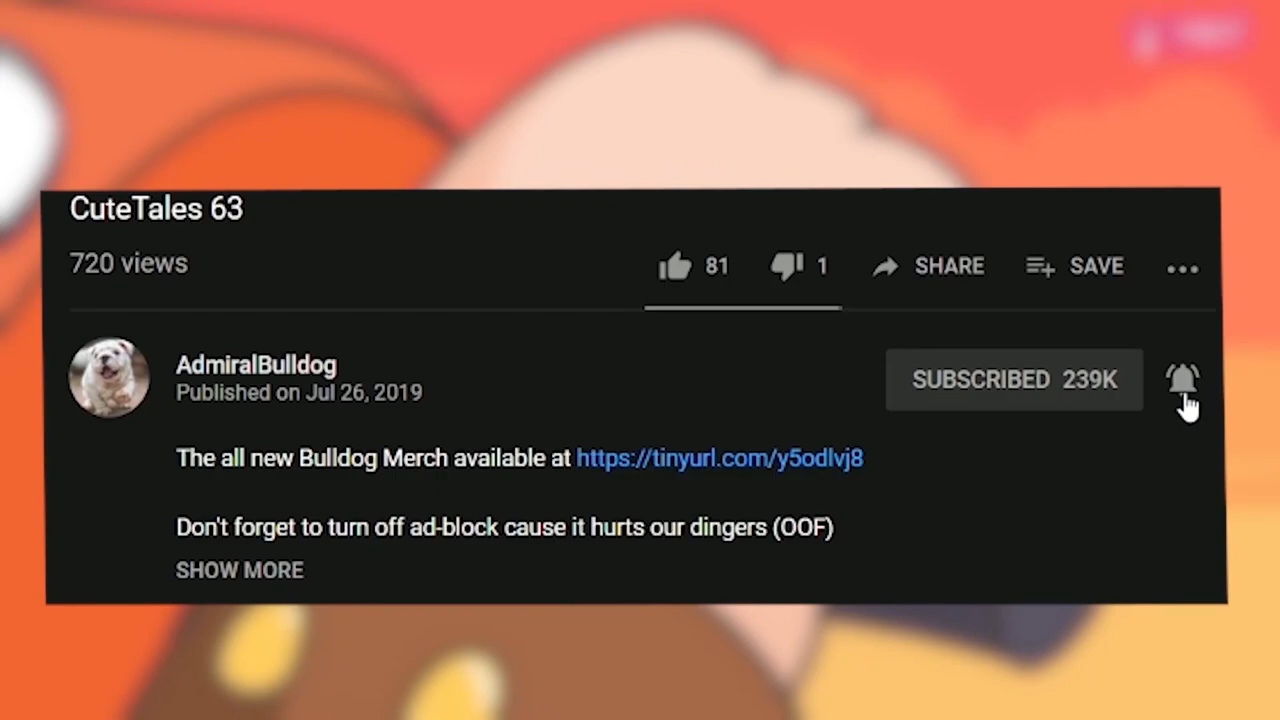 CuteTales 63
720 views
81
1
SHARE
SAVE
AdmiralBulldog
Published on Jul 26, 2019
SUBSCRIBED 239K
The all new Bulldog Merch available at https://tinyurl.com/y5odlvj8
Don't forget to turn off ad-block cause it hurts our dingers (OOF)
SHOW MORE